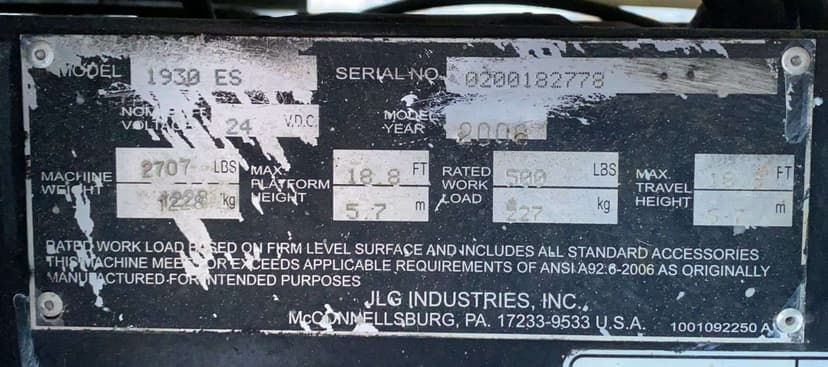 MODEL 1930 ES SERIAL NO. 0200182778
NOMINAL VOLTAGE 24 V.D.C. MODEL YEAR 2008
MACHINE WEIGHT 2707 LBS 1228 kg MAX. PLATFORM HEIGHT 18.8 FT 5.7 m RATED WORK LOAD 500 LBS 227 kg MAX. TRAVEL HEIGHT FT m
RATED WORK LOAD BASED ON FIRM LEVEL SURFACE AND INCLUDES ALL STANDARD ACCESSORIES
THIS MACHINE MEETS OR EXCEEDS APPLICABLE REQUIREMENTS OF ANSI A92.6-2006 AS ORIGINALLY
MANUFACTURED FOR INTENDED PURPOSES
JLG INDUSTRIES, INC.
McCONNELLSBURG, PA. 17233-9533 U.S.A. 1001092250 A